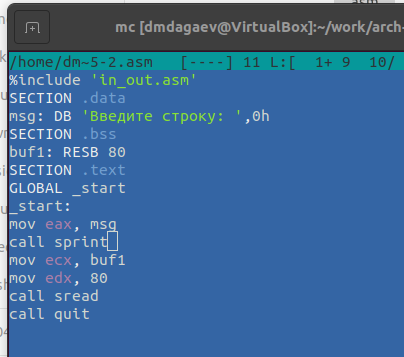 asm
mc [dmdagaev@VirtualBox]:~/work/arch-
/home/dm~5-2.asm   [----] 11 L:[  1+ 9  10/
%include 'in_out.asm'
SECTION .data
msg: DB 'Введите строку: ',0h
SECTION .bss
buf1: RESB 80
SECTION .text
GLOBAL _start
_start:
mov eax, msg
call sprint
mov ecx, buf1
mov edx, 80
call sread
call quit